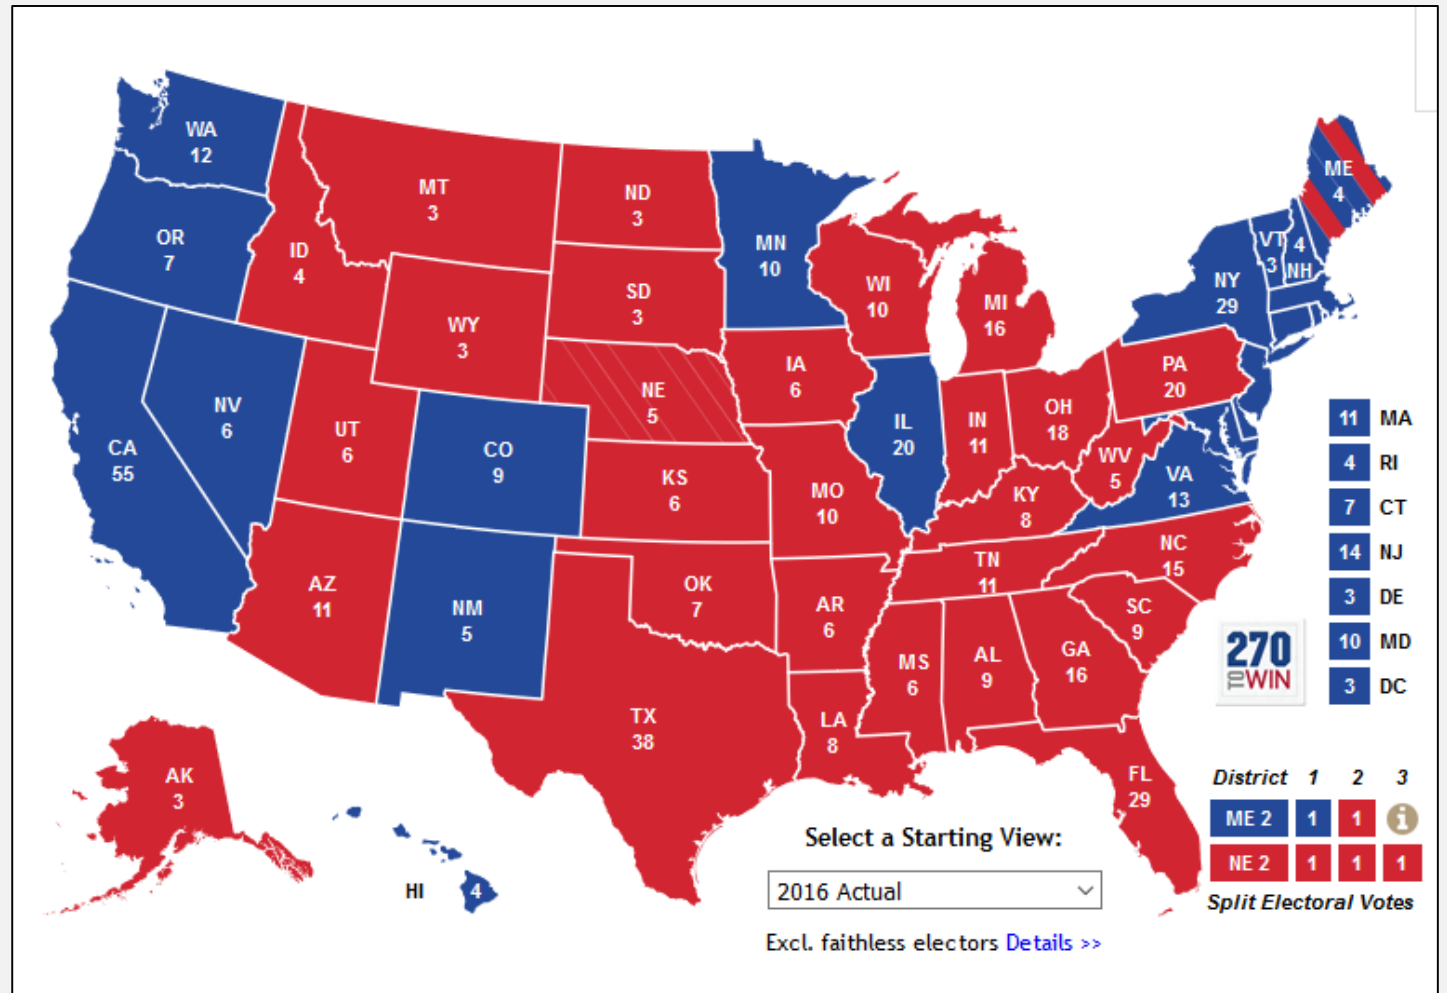 WA
12
OR
7
CA
55
NV
6
ID
4
MT
3
WY
3
UT
6
AZ
11
CO
9
NM
5
ND
3
SD
3
NE
5
KS
6
OK
7
TX
38
MN
10
IA
6
MO
10
AR
6
LA
8
WI
10
IL
20
MI
16
IN
11
OH
18
KY
8
TN
11
MS
6
AL
9
GA
16
FL
29
SC
9
NC
15
VA
13
WV
5
PA
20
NY
29
VT
3
4
NH
ME
4
AK
3
HI 4
11 MA
4 RI
7 CT
14 NJ
3 DE
10 MD
3 DC
270
TO WIN
District 1 2 3
ME 2 1 1 i
NE 2 1 1 1
Split Electoral Votes
Select a Starting View:
2016 Actual
Excl. faithless electors Details >>